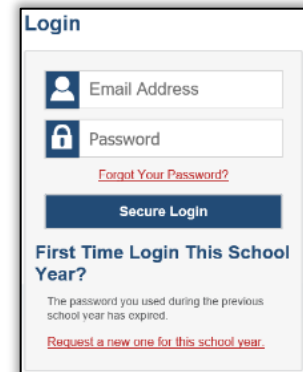 Login
Email Address
Password
Forgot Your Password?
Secure Login
First Time Login This School
Year?
The password you used during the previous
school year has expired.
Request a new one for this school year.